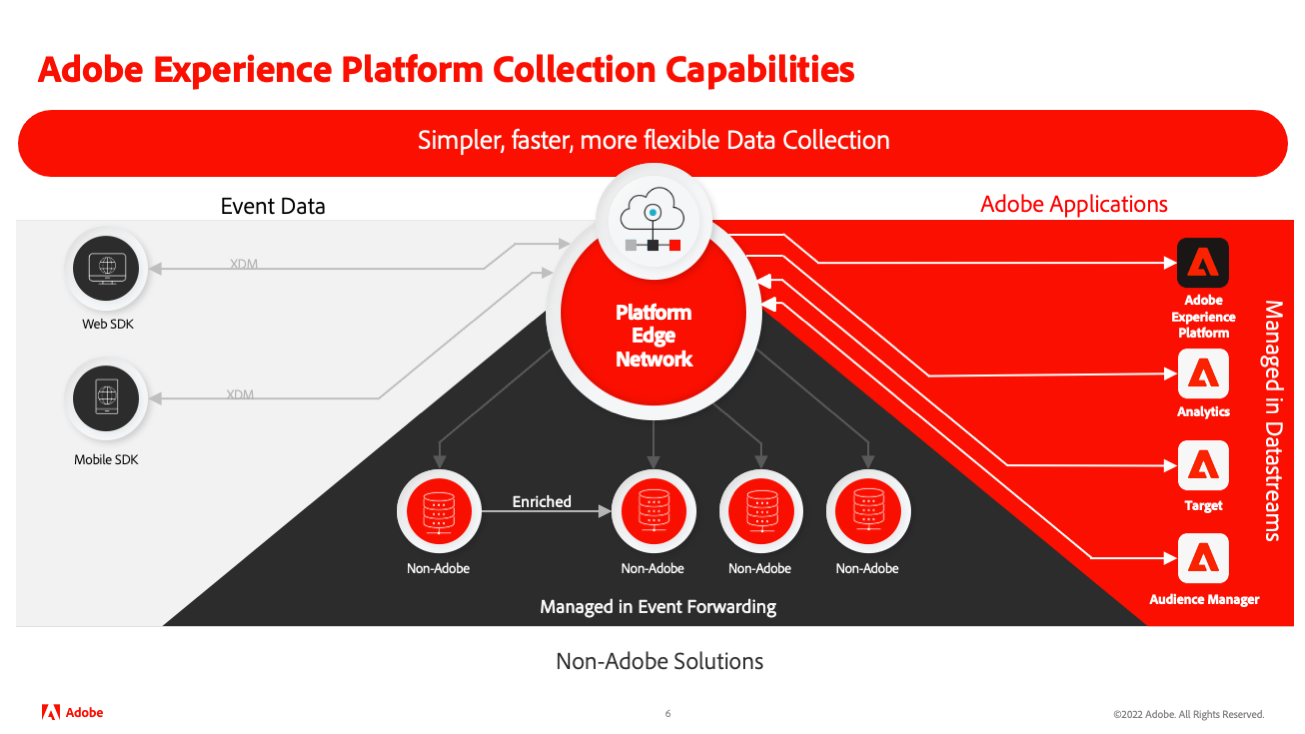 Adobe Experience Platform Collection Capabilities
Simpler, faster, more flexible Data Collection
Event Data
Adobe Applications
XDM
Web SDK
XDM
Mobile SDK
Platform
Edge
Network
Adobe
Experience
Platform
Analytics
Target
Audience Manager
Managed in Datastreams
Enriched
Non-Adobe
Non-Adobe
Non-Adobe
Non-Adobe
Managed in Event Forwarding
Non-Adobe Solutions
Adobe
6
©2022 Adobe. All Rights Reserved.